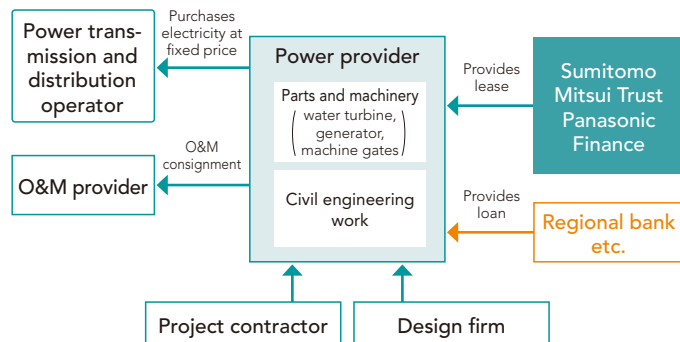 Power trans-
mission and
distribution
operator
Purchases
electricity at
fixed price
Power provider
Parts and machinery
( water turbine,
generator,
machine gates )
Provides
lease
Sumitomo
Mitsui Trust
Panasonic
Finance
O&M provider
O&M
consignment
Civil engineering
work
Provides
loan
Regional bank
etc.
Project contractor
Design firm